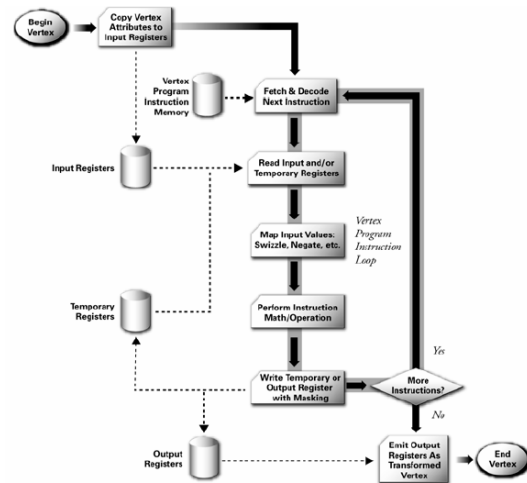 Begin
Vertex
Copy Vertex
Attributes to
Input Registers
Vertex
Program
Instruction
Memory
Fetch & Decode
Next Instruction
Input Registers
Read Input and/or
Temporary Registers
Map Input Values:
Swizzle, Negate, etc.
Vertex
Program
Instruction
Loop
Temporary
Registers
Perform Instruction
Math/Operation
Yes
Write Temporary or
Output Register
with Masking
More
Instructions?
No
Output
Registers
Emit Output
Registers As
Transformed
Vertex
End
Vertex